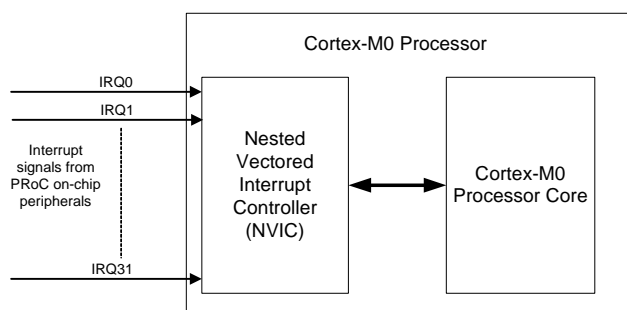 Cortex-M0 Processor
IRQ0
IRQ1
Interrupt
signals from
PRoC on-chip
peripherals
IRQ31
Nested
Vectored
Interrupt
Controller
(NVIC)
Cortex-M0
Processor Core